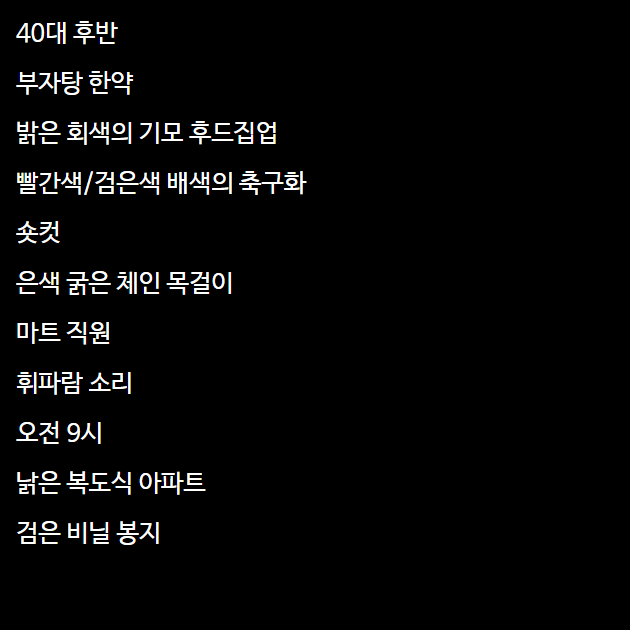 40대 후반
부자탕 한약
밝은 회색의 기모 후드집업
빨간색/검은색 배색의 축구화
숏컷
은색 굵은 체인 목걸이
마트 직원
휘파람 소리
오전 9시
낡은 복도식 아파트
검은 비닐 봉지